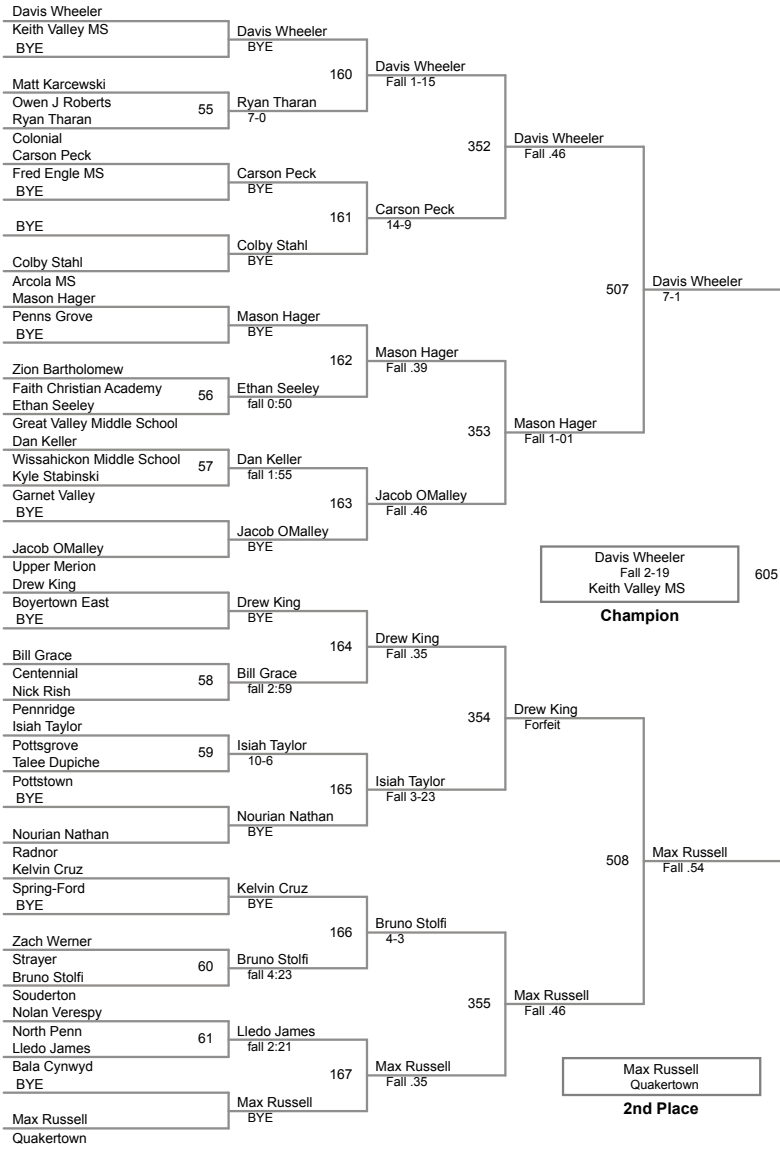 Davis Wheeler
Keith Valley MS
BYE
Matt Karcewski
Owen J Roberts
Ryan Tharan
Colonial
Carson Peck
Fred Engle MS
BYE
BYE
Colby Stahl
Arcola MS
Mason Hager
Penns Grove
BYE
Zion Bartholomew
Faith Christian Academy
Ethan Seeley
Great Valley Middle School
Dan Keller
Wissahickon Middle School
Kyle Stabinski
Garnet Valley
BYE
Jacob OMalley
Upper Merion
Drew King
Boyertown East
BYE
Bill Grace
Centennial
Nick Rish
Pennridge
Isiah Taylor
Pottsgrove
Talee Dupiche
Pottstown
BYE
Nourian Nathan
Radnor
Kelvin Cruz
Spring-Ford
BYE
Zach Werner
Strayer
Bruno Stolfi
Souderton
Nolan Verespy
North Penn
Lledo James
Bala Cynwyd
BYE
Max Russell
Quakertown
55
56
57
58
59
60
61
Davis Wheeler
BYE
Ryan Tharan
7-0
Carson Peck
BYE
Colby Stahl
BYE
Mason Hager
BYE
Ethan Seeley
fall 0:50
Dan Keller
fall 1:55
Jacob OMalley
BYE
Drew King
BYE
Bill Grace
fall 2:59
Isiah Taylor
10-6
Nourian Nathan
BYE
Kelvin Cruz
BYE
Bruno Stolfi
fall 4:23
Lledo James
fall 2:21
Max Russell
BYE
160
161
162
163
164
165
166
167
Davis Wheeler
Fall 1-15
Carson Peck
14-9
Mason Hager
Fall .39
Jacob OMalley
Fall .46
Drew King
Fall .35
Isiah Taylor
Fall 3-23
Bruno Stolfi
4-3
Max Russell
Fall .35
352
353
354
355
Davis Wheeler
Fall .46
Mason Hager
Fall 1-01
Drew King
Forfeit
Max Russell
Fall .46
507
508
Davis Wheeler
7-1
Max Russell
Fall .54
Davis Wheeler
Fall 2-19
Keith Valley MS
605
Champion
Max Russell
Quakertown
2nd Place